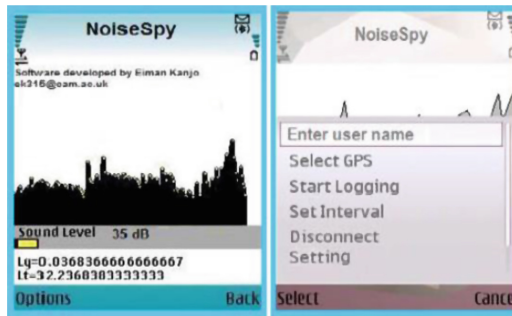 NoiseSpy
Software developed by Eiman Kanjo
ek315@cam.ac.uk
Sound Level 35 dB
Lg=0.0368366666666667
Lt=32.2368383333333
Options Back
NoiseSpy
Enter user name
Select GPS
Start Logging
Set Interval
Disconnect
Setting
Select Cance